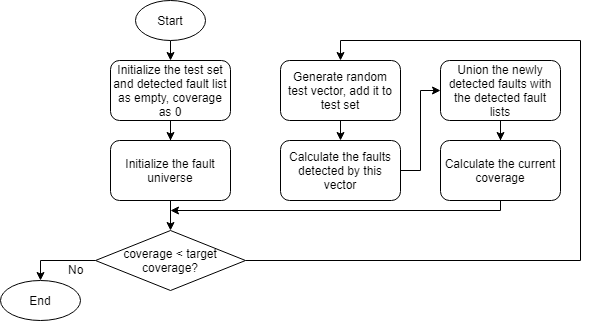 Start
Initialize the test set
and detected fault list
as empty, coverage
as 0
Initialize the fault
universe
Generate random
test vector, add it to
test set
Calculate the faults
detected by this
vector
Union the newly
detected faults with
the detected fault
lists
Calculate the current
coverage
coverage < target
coverage?
No
End